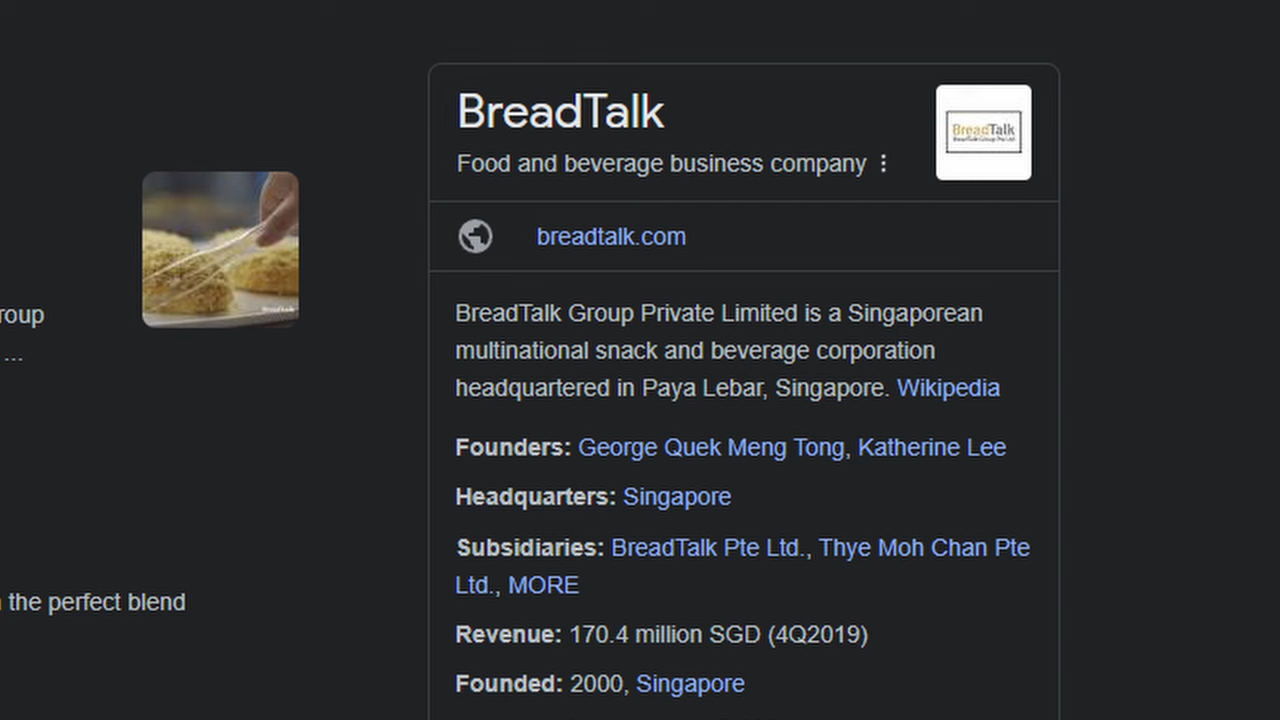 BreadTalk
Food and beverage business company
BreadTalk
breadtalk.com
roup
...
BreadTalk
BreadTalk Group Private Limited is a Singaporean
multinational snack and beverage corporation
headquartered in Paya Lebar, Singapore. Wikipedia
Founders: George Quek Meng Tong, Katherine Lee
Headquarters: Singapore
Subsidiaries: BreadTalk Pte Ltd., Thye Moh Chan Pte
Ltd., MORE
the perfect blend
Revenue: 170.4 million SGD (4Q2019)
Founded: 2000, Singapore